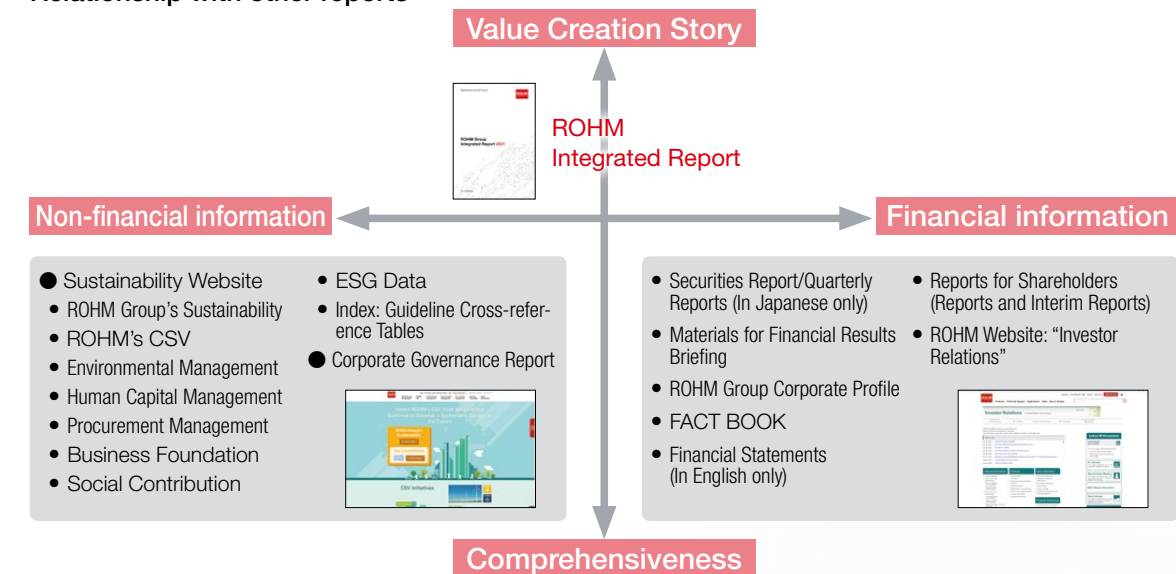 Relationship with other reports
Value Creation Story
ROHM Group
Integrated Report 2021
ROHM
Integrated Report
Non-financial information
Financial information
● Sustainability Website
• ROHM Group's Sustainability
• ROHM's CSV
• Environmental Management
• Human Capital Management
• Procurement Management
• Business Foundation
• Social Contribution
• ESG Data
• Index: Guideline Cross-refer-
ence Tables
● Corporate Governance Report
CSV Initiatives
• Securities Report/Quarterly
Reports (In Japanese only)
• Materials for Financial Results
Briefing
• ROHM Group Corporate Profile
• FACT BOOK
• Financial Statements
(In English only)
• Reports for Shareholders
(Reports and Interim Reports)
• ROHM Website: “Investor
Relations”
Investor Relations
Comprehensiveness